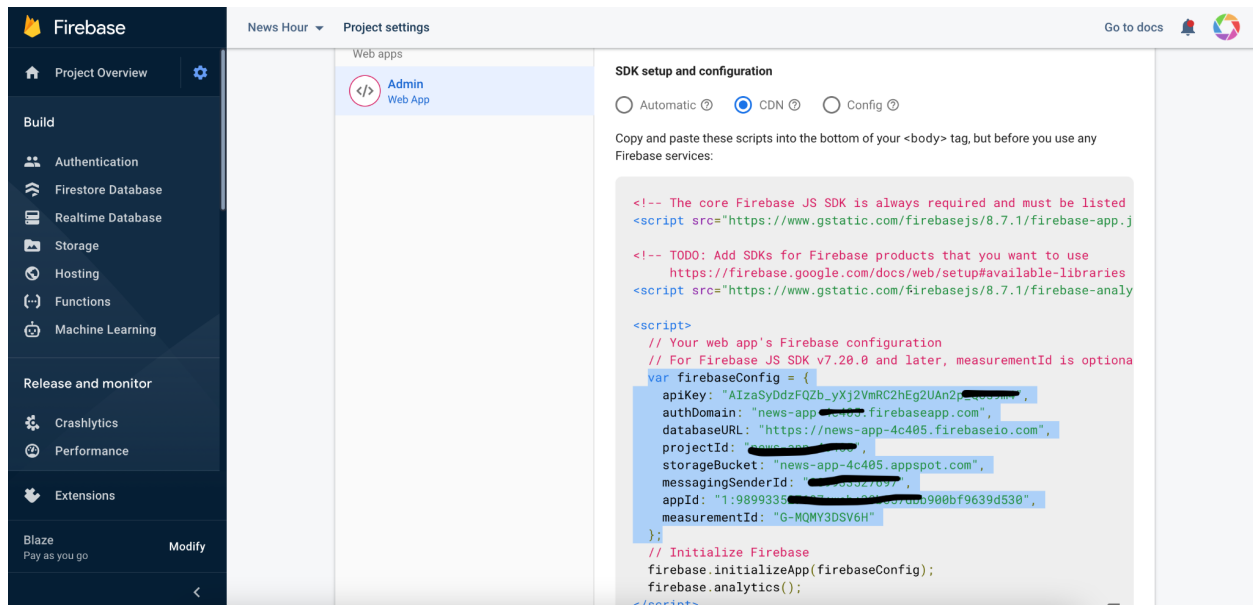 Firebase
News Hour
Project settings
Go to docs
Project Overview
Build
Authentication
Firestore Database
Realtime Database
Storage
Hosting
Functions
Machine Learning
Release and monitor
Crashlytics
Performance
Extensions
Blaze
Pay as you go
Modify
Web apps
Admin
Web App
SDK setup and configuration
Automatic
CDN
Config
Copy and paste these scripts into the bottom of your <body> tag, but before you use any
Firebase services:
<!-- The core Firebase JS SDK is always required and must be listed
<script src="https://www.gstatic.com/firebasejs/8.7.1/firebase-app.j
<!-- TODO: Add SDKs for Firebase products that you want to use
https://firebase.google.com/docs/web/setup#available-libraries
<script src="https://www.gstatic.com/firebasejs/8.7.1/firebase-analy
<script>
// Your web app's Firebase configuration
// For Firebase JS SDK v7.20.0 and later, measurementId is optiona
var firebaseConfig = {
apiKey: "
authDomain: "news-app .firebaseapp.com",
databaseURL: "https://news-app-4c405.firebaseio.com",
projectId: " ",
storageBucket: "news-app-4c405.appspot.com",
messagingSenderId: " ",
appId: "1:9899335 b900bf9639d530",
measurementId: "G-MQMY3DSV6H"
};
// Initialize Firebase
firebase.initializeApp(firebaseConfig);
firebase.analytics();
</script>